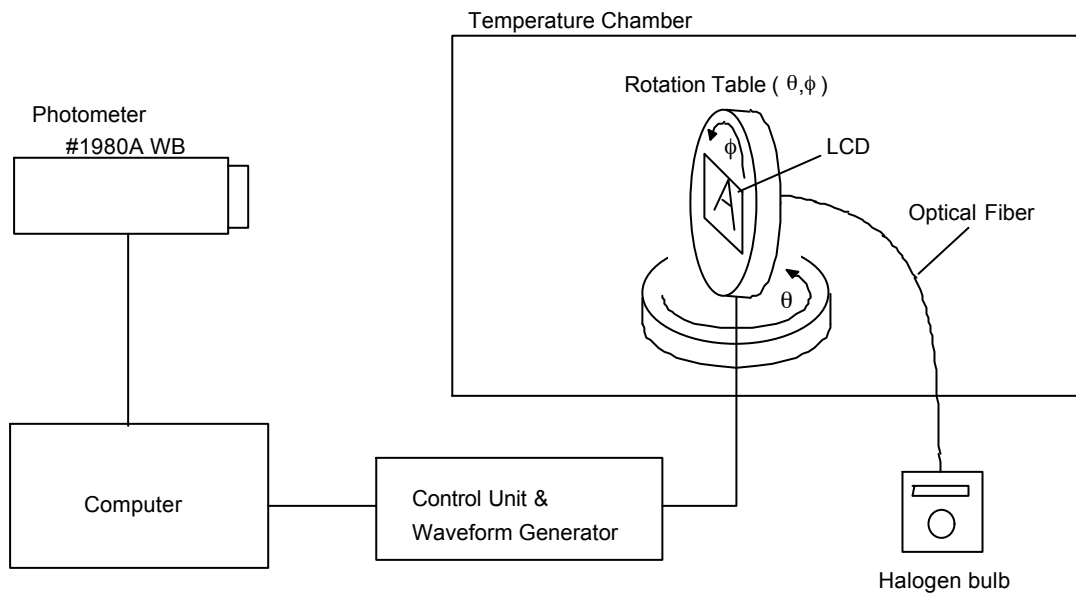 Temperature Chamber
Rotation Table ( θ,φ )
Photometer
#1980A WB
φ
LCD
A
Optical Fiber
θ
Computer
Control Unit &
Waveform Generator
Halogen bulb